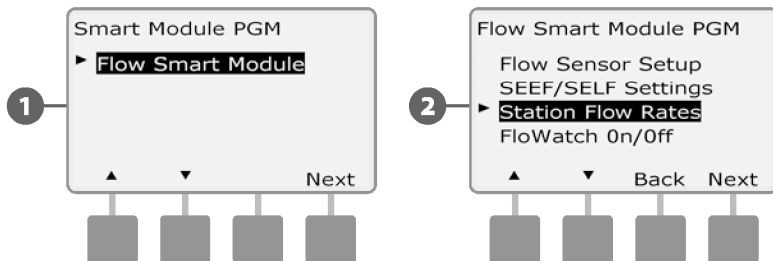 Smart Module PGM
Flow Smart Module
1
Next
Flow Smart Module PGM
Flow Sensor Setup
SEEF/SELF Settings
2
Station Flow Rates
FloWatch 0n/0ff
Back Next